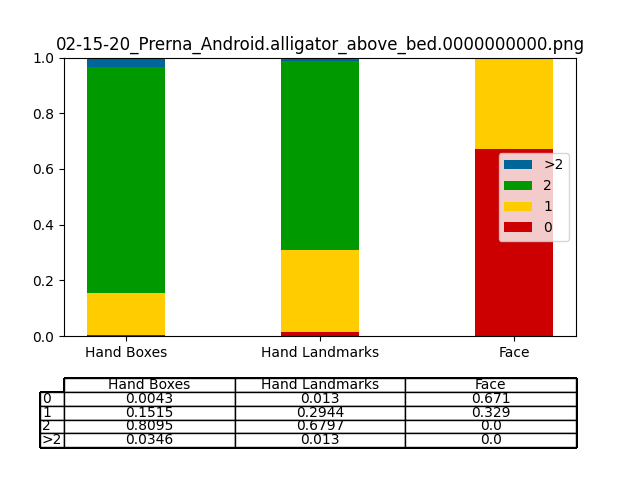 02-15-20_Prerna_Android.alligator_above_bed.0000000000.png
1.0
0.8
0.6
0.4
0.2
0.0
>2
2
1
0
Hand Boxes Hand Landmarks Face
Hand Boxes Hand Landmarks Face
0 0.0043 0.013 0.671
1 0.1515 0.2944 0.329
2 0.8095 0.6797 0.0
>2 0.0346 0.013 0.0